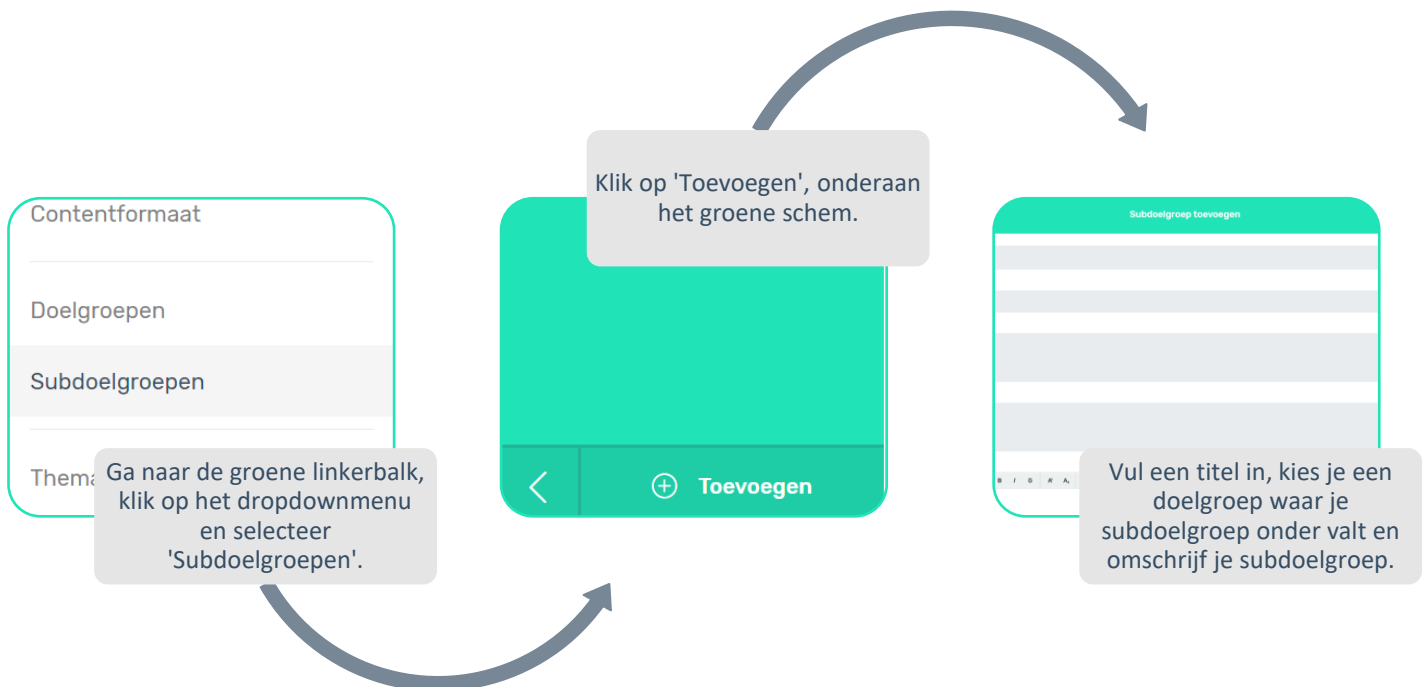 Contentformaat
Doelgroepen
Subdoelgroepen
Thema
Ga naar de groene linkerbalk,
klik op het dropdownmenu
en selecteer
'Subdoelgroepen'.
Klik op 'Toevoegen', onderaan
het groene schem.
Toevoegen
Subdoelgroep toevoegen
B I
Vul een titel in, kies je een
doelgroep waar je
subdoelgroep onder valt en
omschrijf je subdoelgroep.